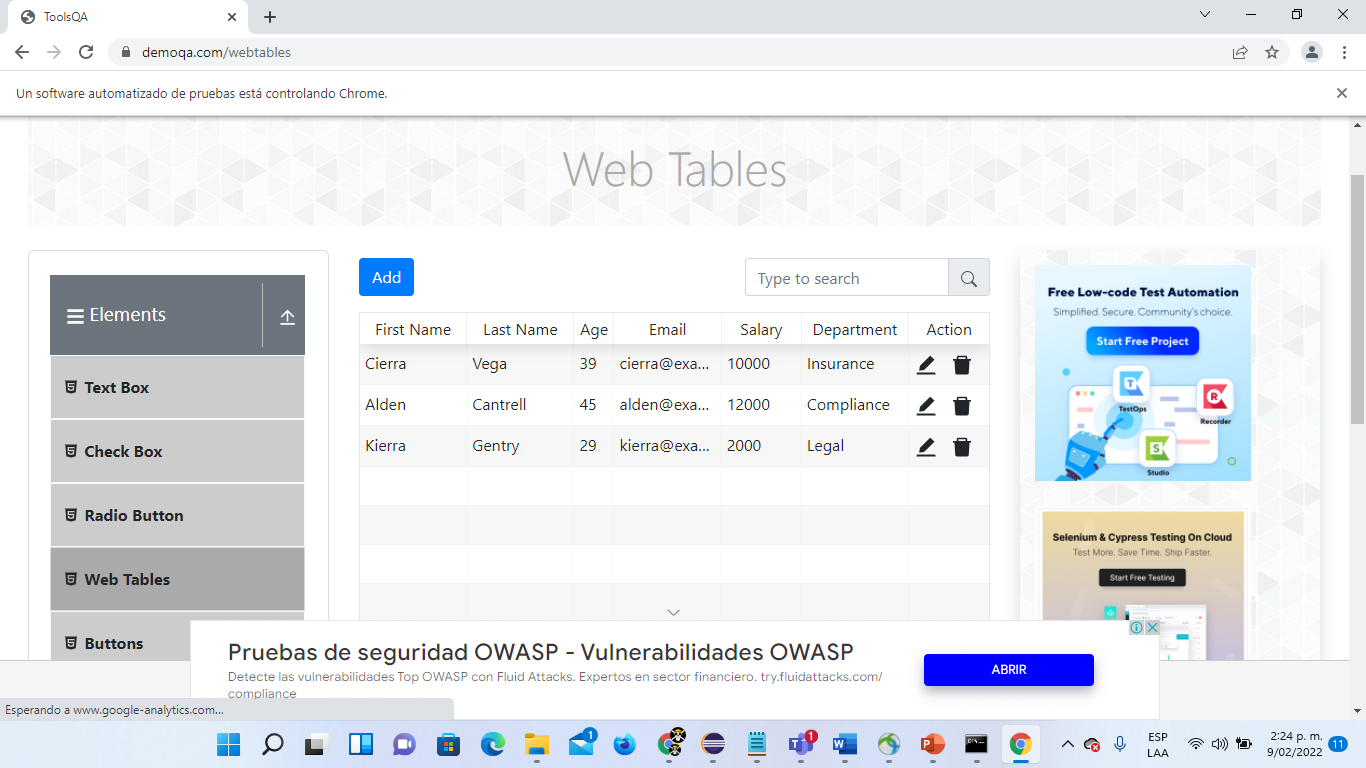 ToolsQA
demoqa.com/webtables
Un software automatizado de pruebas está controlando Chrome.
Web Tables
Elements
Text Box
Check Box
Radio Button
Web Tables
Buttons
Add
Type to search
First Name Last Name Age Email Salary Department Action
Cierra Vega 39 cierra@exa... 10000 Insurance
Alden Cantrell 45 alden@exa... 12000 Compliance
Kierra Gentry 29 kierra@exa... 2000 Legal
Free Low-code Test Automation
Simplified. Secure. Community's choice.
Start Free Project
TestOps
Recorder
Studio
Selenium & Cypress Testing On Cloud
Test More. Save Time. Ship Faster.
Start Free Testing
Pruebas de seguridad OWASP - Vulnerabilidades OWASP
Detecte las vulnerabilidades Top OWASP con Fluid Attacks. Expertos en sector financiero. try.fluidattacks.com/
compliance
ABRIR
Esperando a www.google-analytics.com...
1
1
ESP
LAA
2:24 p. m.
9/02/2022
11